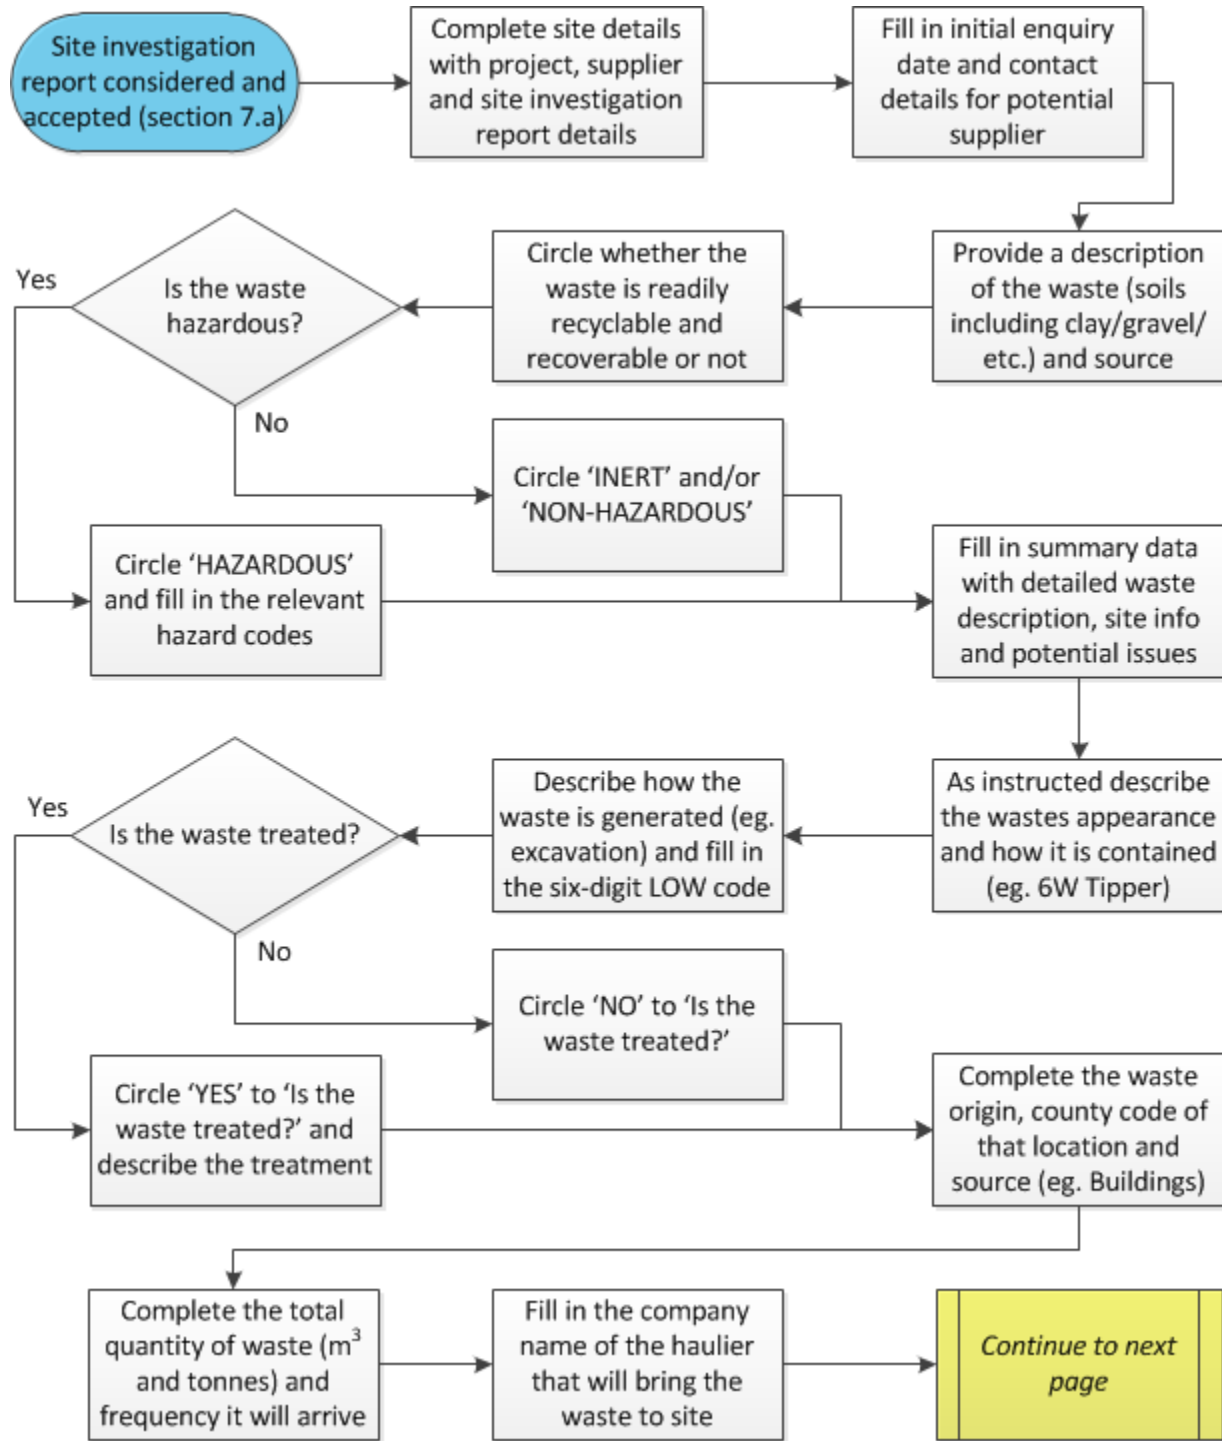 Site investigation
report considered and
accepted (section 7.a)
Complete site details
with project, supplier
and site investigation
report details
Fill in initial enquiry
date and contact
details for potential
supplier
Provide a description
of the waste (soils
including clay/gravel/
etc.) and source
Circle whether the
waste is readily
recyclable and
recoverable or not
Is the waste
hazardous?
Yes
No
Circle ‘INERT’ and/or
‘NON-HAZARDOUS’
Circle ‘HAZARDOUS’
and fill in the relevant
hazard codes
Fill in summary data
with detailed waste
description, site info
and potential issues
As instructed describe
the wastes appearance
and how it is contained
(eg. 6W Tipper)
Describe how the
waste is generated (eg.
excavation) and fill in
the six-digit LOW code
Is the waste treated?
Yes
No
Circle ‘NO’ to ‘Is the
waste treated?’
Circle ‘YES’ to ‘Is the
waste treated?’ and
describe the treatment
Complete the waste
origin, county code of
that location and
source (eg. Buildings)
Complete the total
quantity of waste (m³
and tonnes) and
frequency it will arrive
Fill in the company
name of the haulier
that will bring the
waste to site
Continue to next
page